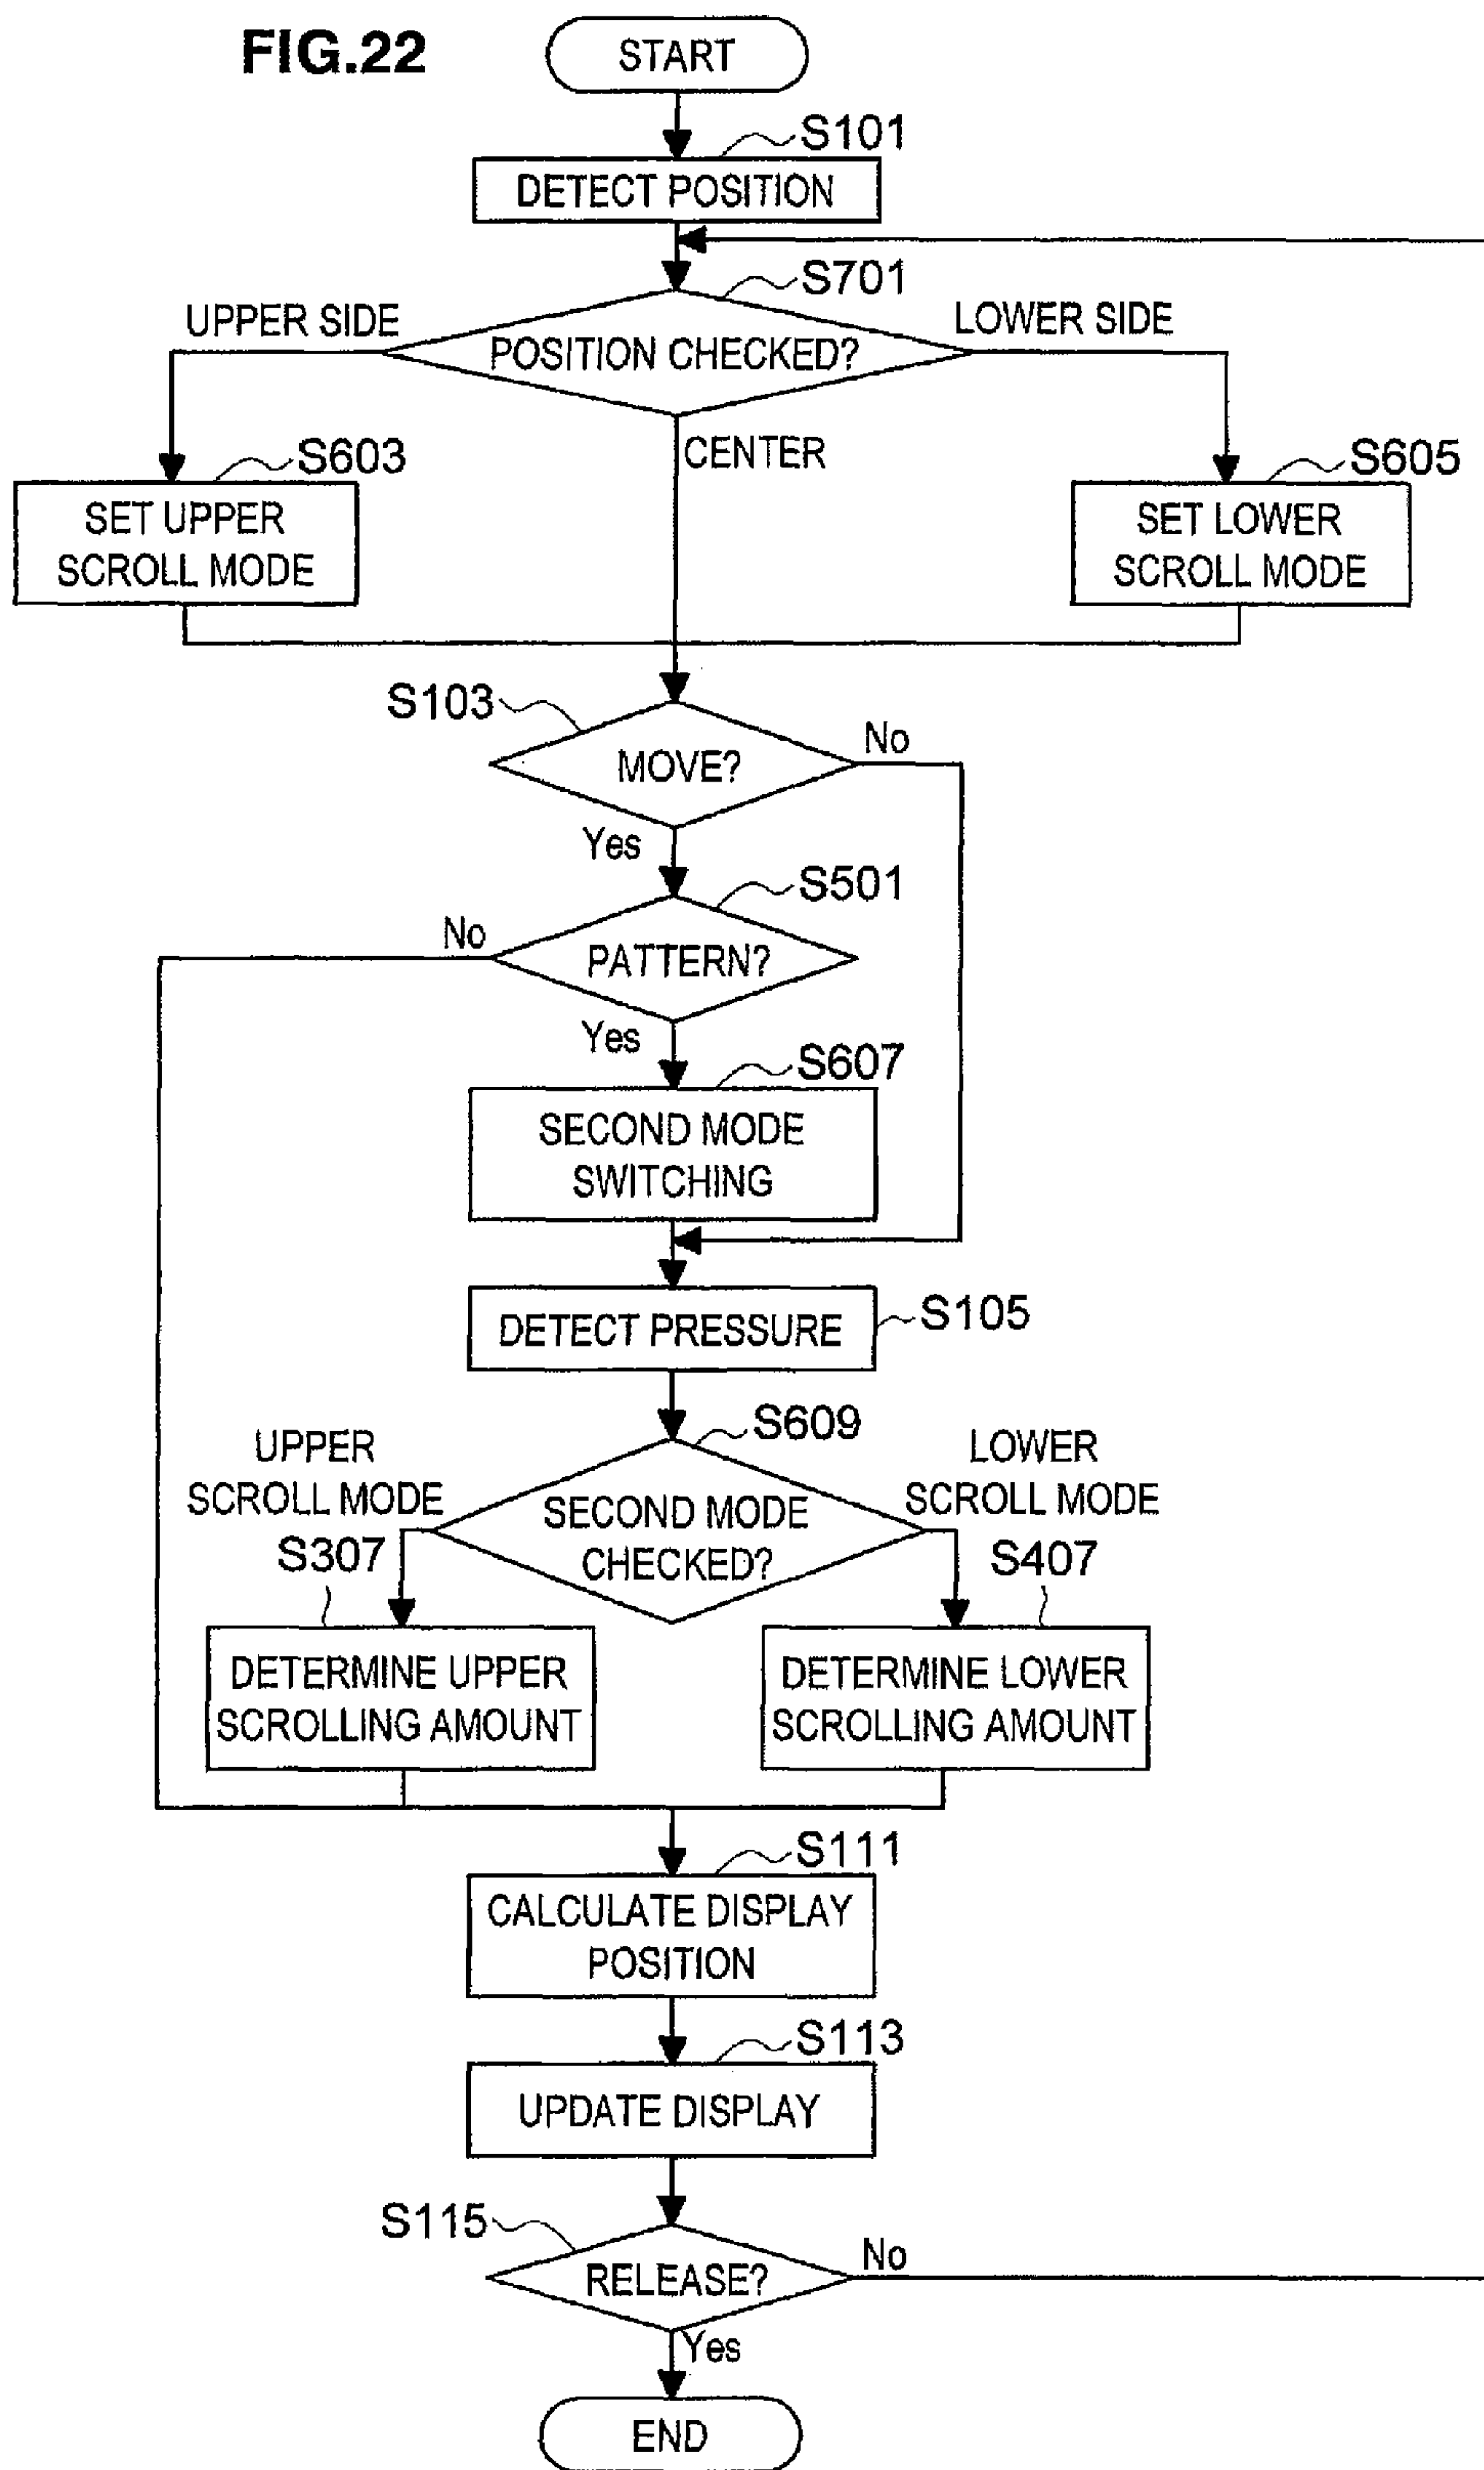 FIG.22
START
S101
DETECT POSITION
S701
UPPER SIDE
LOWER SIDE
POSITION CHECKED?
CENTER
S603
S605
SET UPPER
SCROLL MODE
SET LOWER
SCROLL MODE
S103
No
MOVE?
Yes
S501
No
PATTERN?
Yes
S607
SECOND MODE
SWITCHING
DETECT PRESSURE
S105
S609
UPPER
SCROLL MODE
LOWER
SCROLL MODE
SECOND MODE
CHECKED?
S307
S407
DETERMINE UPPER
SCROLLING AMOUNT
DETERMINE LOWER
SCROLLING AMOUNT
S111
CALCULATE DISPLAY
POSITION
S113
UPDATE DISPLAY
S115
No
RELEASE?
Yes
END